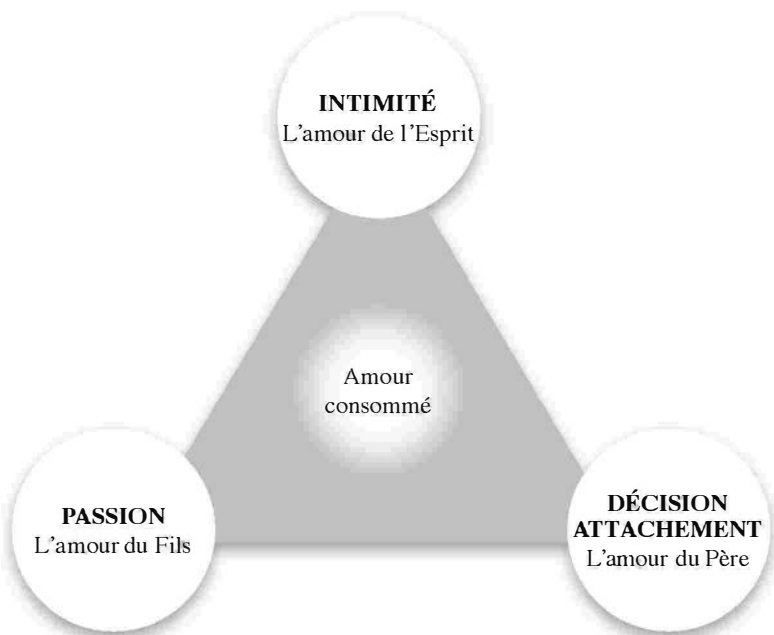 INTIMITÉ
L'amour de l'Esprit
Amour
consommé
PASSION
L'amour du Fils
DÉCISION
ATTACHEMENT
L'amour du Père